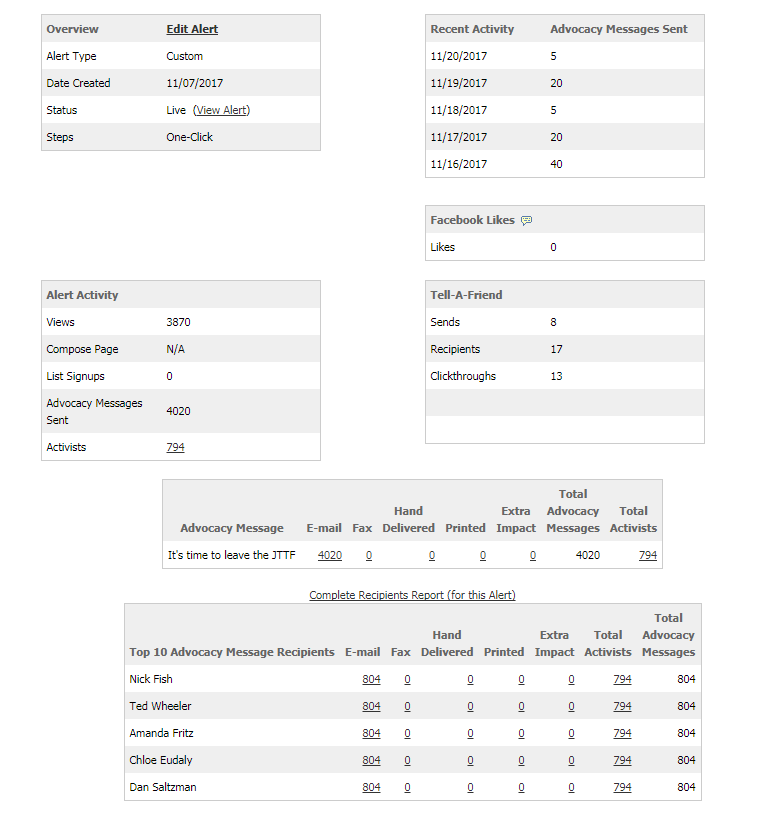 Overview Edit Alert
Alert Type Custom
Date Created 11/07/2017
Status Live (View Alert)
Steps One-Click
Recent Activity Advocacy Messages Sent
11/20/2017 5
11/19/2017 20
11/18/2017 5
11/17/2017 20
11/16/2017 40
Facebook Likes
Likes 0
Alert Activity
Views 3870
Compose Page N/A
List Signups 0
Advocacy Messages
Sent 4020
Activists 794
Tell-A-Friend
Sends 8
Recipients 17
Clickthroughs 13
Total
Hand Extra Advocacy Total
Advocacy Message E-mail Fax Delivered Printed Impact Messages Activists
It's time to leave the JTTF 4020 0 0 0 0 4020 794
Complete Recipients Report (for this Alert)
Total
Hand Extra Total Advocacy
Top 10 Advocacy Message Recipients E-mail Fax Delivered Printed Impact Activists Messages
Nick Fish 804 0 0 0 0 794 804
Ted Wheeler 804 0 0 0 0 794 804
Amanda Fritz 804 0 0 0 0 794 804
Chloe Eudaly 804 0 0 0 0 794 804
Dan Saltzman 804 0 0 0 0 794 804